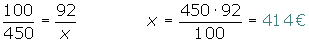 100/450 = 92/x    x = 450·92/100 = 414€